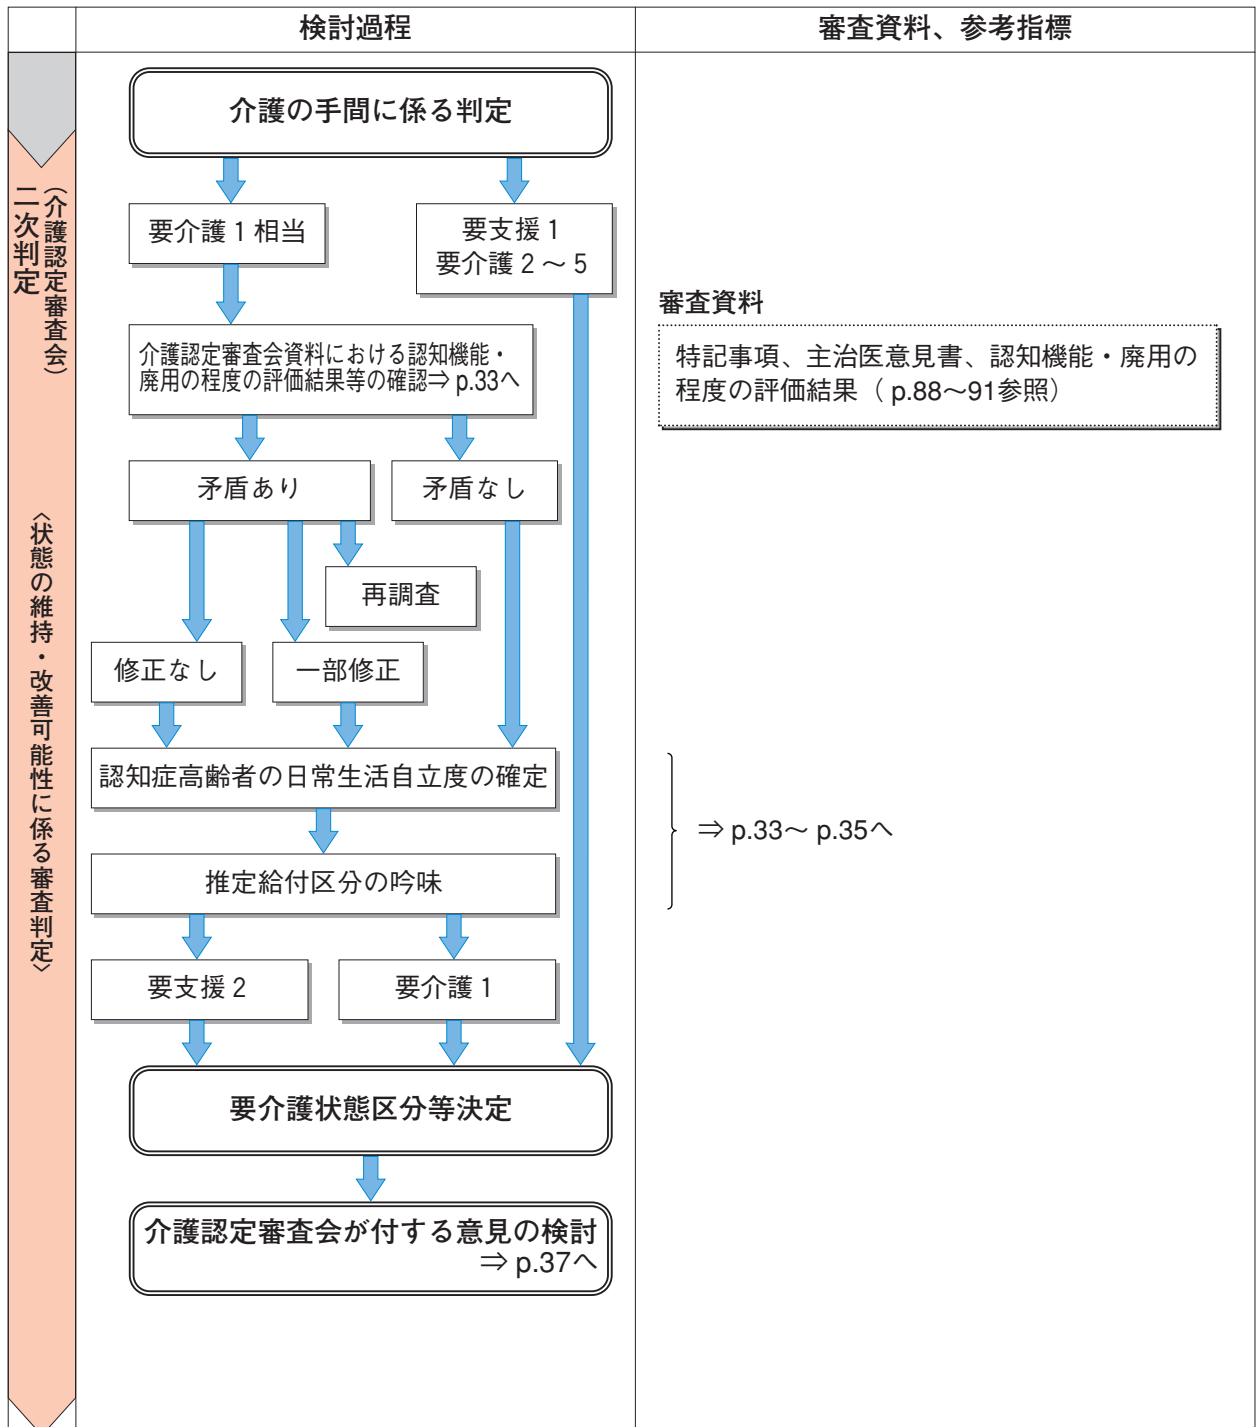 検討過程
審査資料、参考指標
二次判定
（介護認定審査会）
〈状態の維持・改善可能性に係る審査判定〉
介護の手間に係る判定
要介護１相当
要支援１
要介護２～５
介護認定審査会資料における認知機能・
廃用の程度の評価結果等の確認⇒ p.33へ
審査資料
特記事項、主治医意見書、認知機能・廃用の
程度の評価結果（ p.88～91参照）
矛盾あり
矛盾なし
再調査
修正なし
一部修正
認知症高齢者の日常生活自立度の確定
推定給付区分の吟味
⇒ p.33～ p.35へ
要支援２
要介護１
要介護状態区分等決定
介護認定審査会が付する意見の検討
⇒ p.37へ